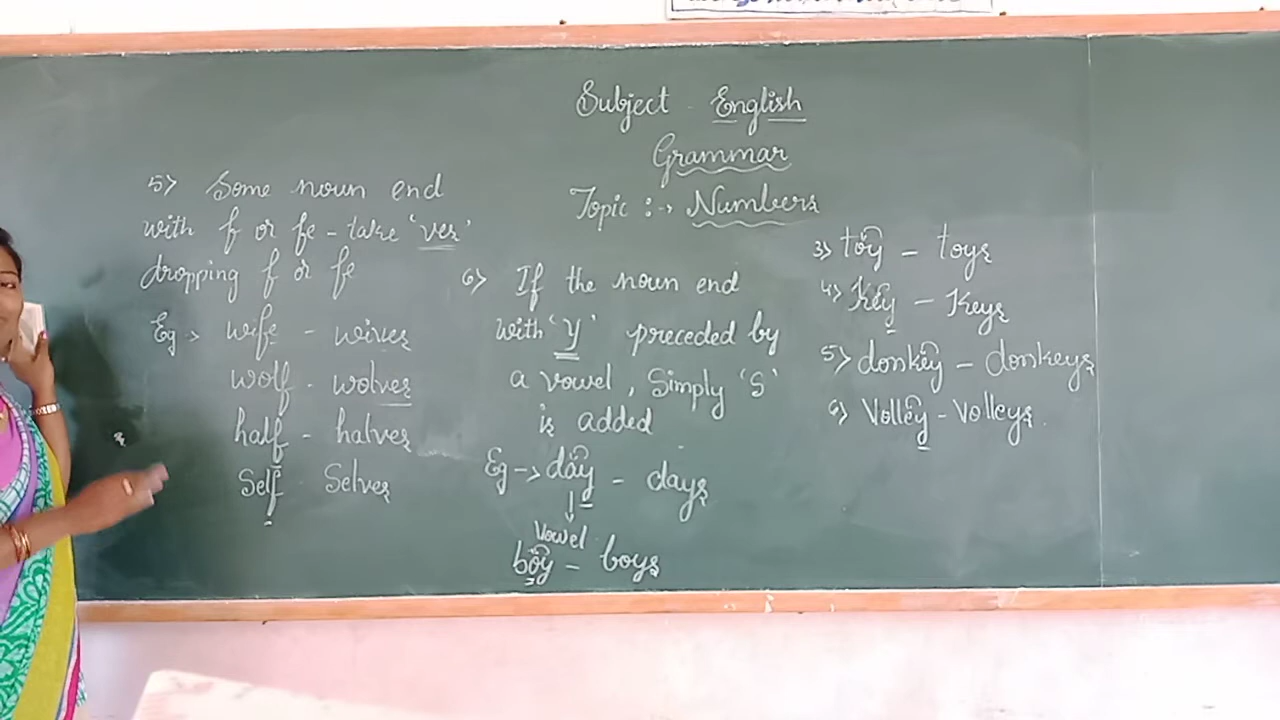 Subject - English
Grammar
Topic :-> Numbers
5> Some noun end
with f or fe - take 'ves'
dropping f or fe
Eg > wife - wives
wolf - wolves
half - halves
Self - Selves
6> If the noun end
with 'y' preceded by
a vowel, Simply 'S'
is added
Eg -> day - days
Vowel
boy - boys
3> toy - toys
4> Key - Keys
5> donkey - donkeys
6> Volley - Volleys.